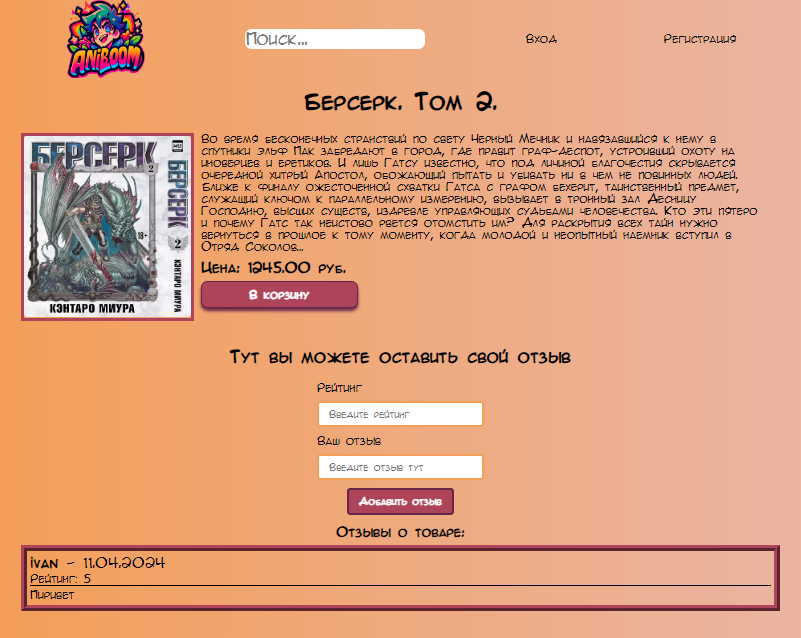 ANIBOOM
Поиск...
Вход
Регистрация
Берсерк. Том 2.
БЕРСЕРК
2
БЕРСЕРК
2
18+
КЭНТАРО МИУРА
КЭНТАРО МИУРА
Во время бесконечных странствий по свету Черный Мечник и навязавшийся к нему в
спутники эльф Пак забредают в город, где правит граф-деспот, устроивший охоту на
иноверцев и еретиков. И лишь Гатсу известно, что под личиной благочестия скрывается
очередной хитрый Апостол, обожающий пытать и убивать ни в чем не повинных людей.
Ближе к финалу ожесточенной схватки Гатса с графом бехерит, таинственный предмет,
служащий ключом к параллельному измерению, вызывает в тронный зал Десницу
Господню, высших существ, издревле управляющих судьбами человечества. Кто эти пятеро
и почему Гатс так неистово рвется отомстить им? Для раскрытия всех тайн нужно
вернуться в прошлое к тому моменту, когда молодой и неопытный наемник вступил в
Отряд Соколов...
Цена: 1245.00 руб.
В корзину
Тут вы можете оставить свой отзыв
Рейтинг
Введите рейтинг
Ваш отзыв
Введите отзыв тут
Добавить отзыв
Отзывы о товаре:
ivan - 11.04.2024
Рейтинг: 5
Пиривет